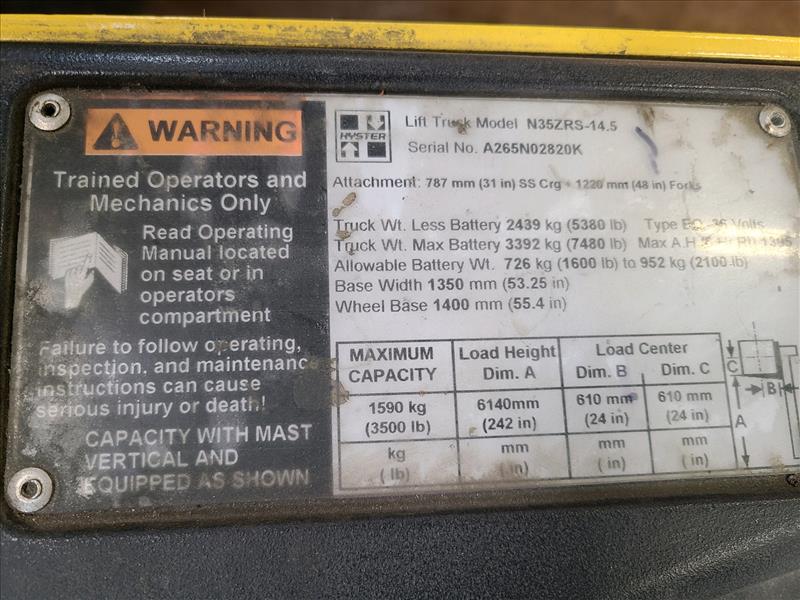 WARNING
Trained Operators and
Mechanics Only
Read Operating
Manual located
on seat or in
operators
compartment
Failure to follow operating,
inspection, and maintenance
instructions can cause
serious injury or death!
CAPACITY WITH MAST
VERTICAL AND
EQUIPPED AS SHOWN
HYSTER
Lift Truck Model N35ZRS-14.5
Serial No. A265N02820K
Attachment: 787 mm (31 in) SS Crg + 1220 mm (48 in) Forks
Truck Wt. Less Battery 2439 kg (5380 lb) Type EO 36 Volts
Truck Wt. Max Battery 3392 kg (7480 lb) Max A.H.
Allowable Battery Wt. 726 kg (1600 lb) to 952 kg (2100 lb)
Base Width 1350 mm (53.25 in)
Wheel Base 1400 mm (55.4 in)
MAXIMUM CAPACITY Load Height Dim. A Load Center Dim. B Dim. C
1590 kg 6140mm 610 mm 610 mm
(3500 lb) (242 in) (24 in) (24 in)
kg mm mm mm
( lb) ( in) ( in) ( in)
C
B
A